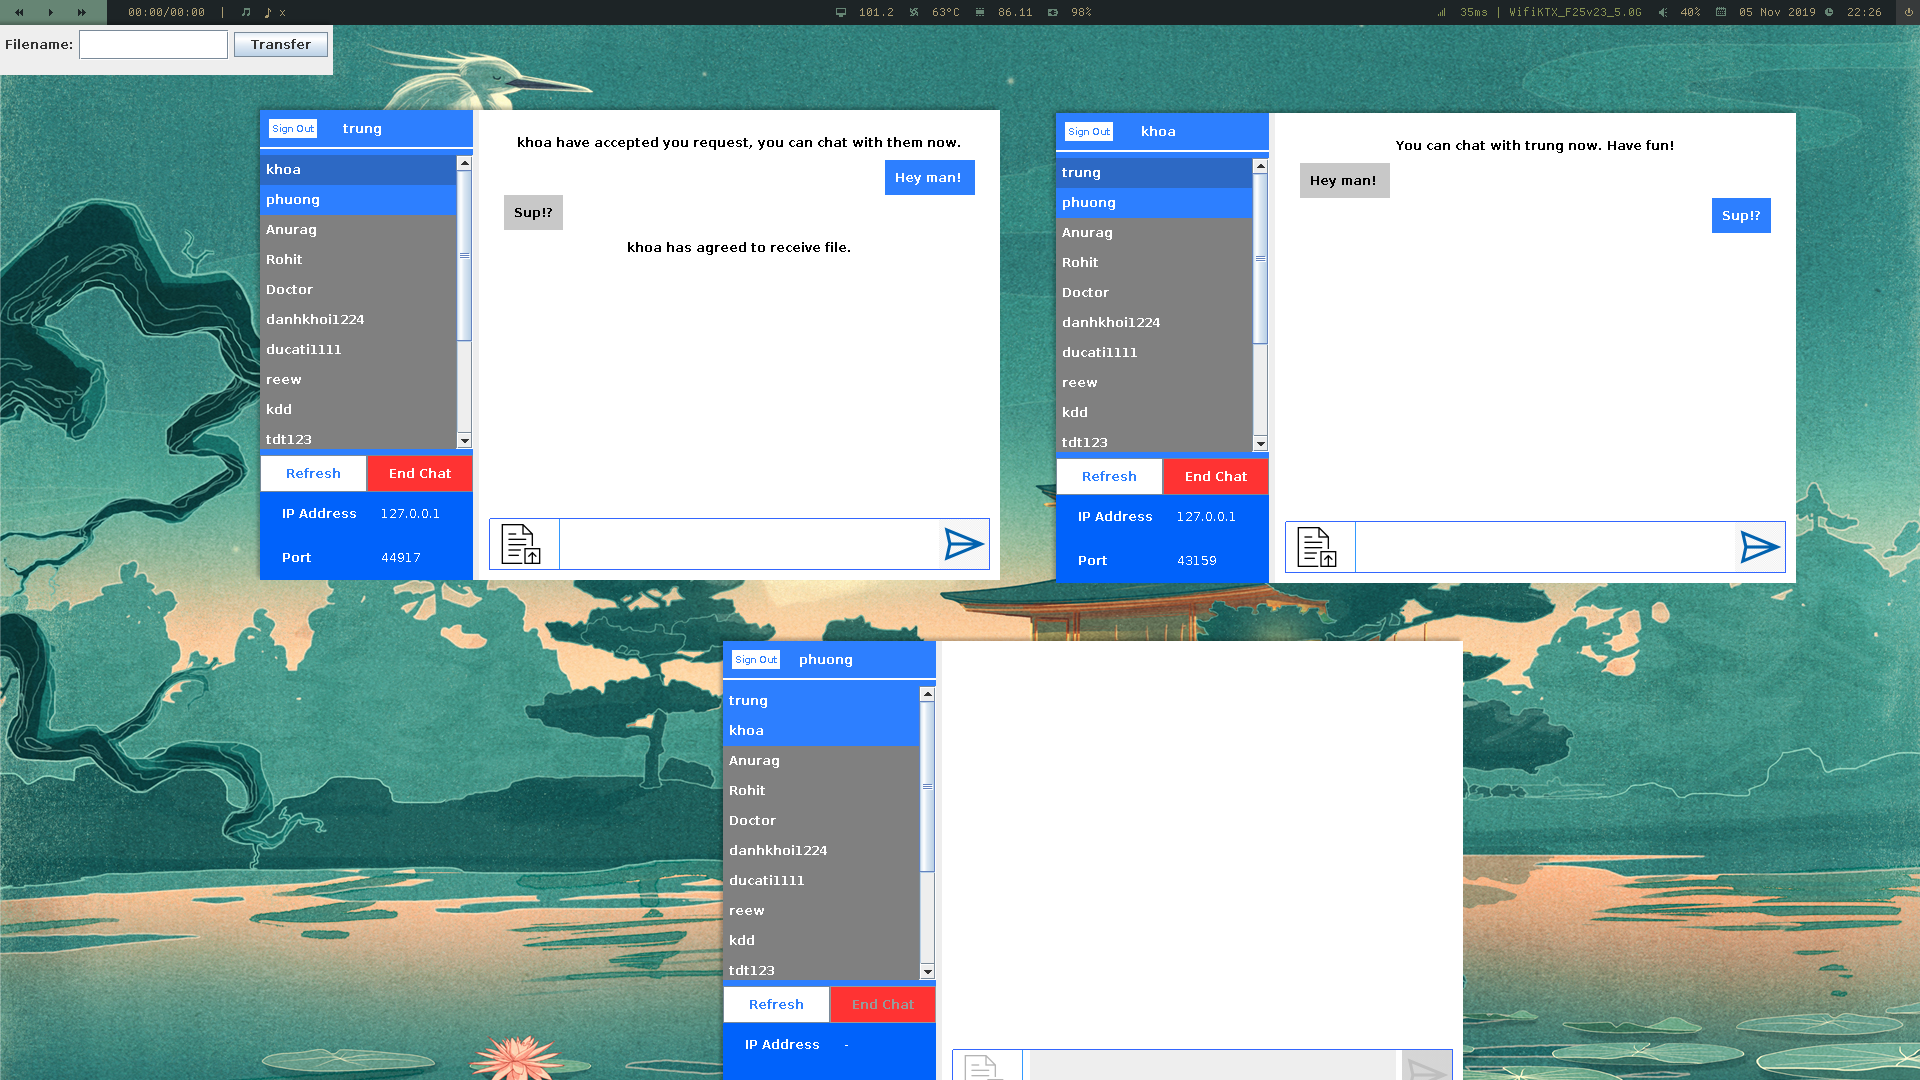 00:00/00:00 | x
101.2 63°C 86.11 98%
35ms | WifiKTX_F25v23_5.0G 40% 05 Nov 2019 22:26
Filename: Transfer
Sign Out trung
khoa
phuong
Anurag
Rohit
Doctor
danhkhoi1224
ducati1111
reew
kdd
tdt123
Refresh End Chat
IP Address 127.0.0.1
Port 44917
khoa have accepted you request, you can chat with them now.
Hey man!
Sup!?
khoa has agreed to receive file.
Sign Out khoa
trung
phuong
Anurag
Rohit
Doctor
danhkhoi1224
ducati1111
reew
kdd
tdt123
Refresh End Chat
IP Address 127.0.0.1
Port 43159
You can chat with trung now. Have fun!
Hey man!
Sup!?
Sign Out phuong
trung
khoa
Anurag
Rohit
Doctor
danhkhoi1224
ducati1111
reew
kdd
tdt123
Refresh End Chat
IP Address -